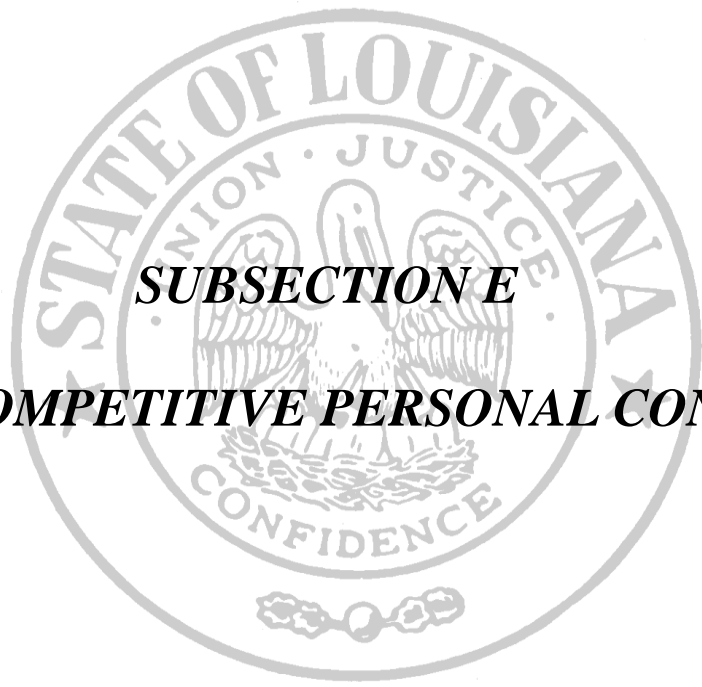 STATE OF LOUISIANA
UNION · JUSTICE
SUBSECTION E
OMPETITIVE PERSONAL CON
CONFIDENCE